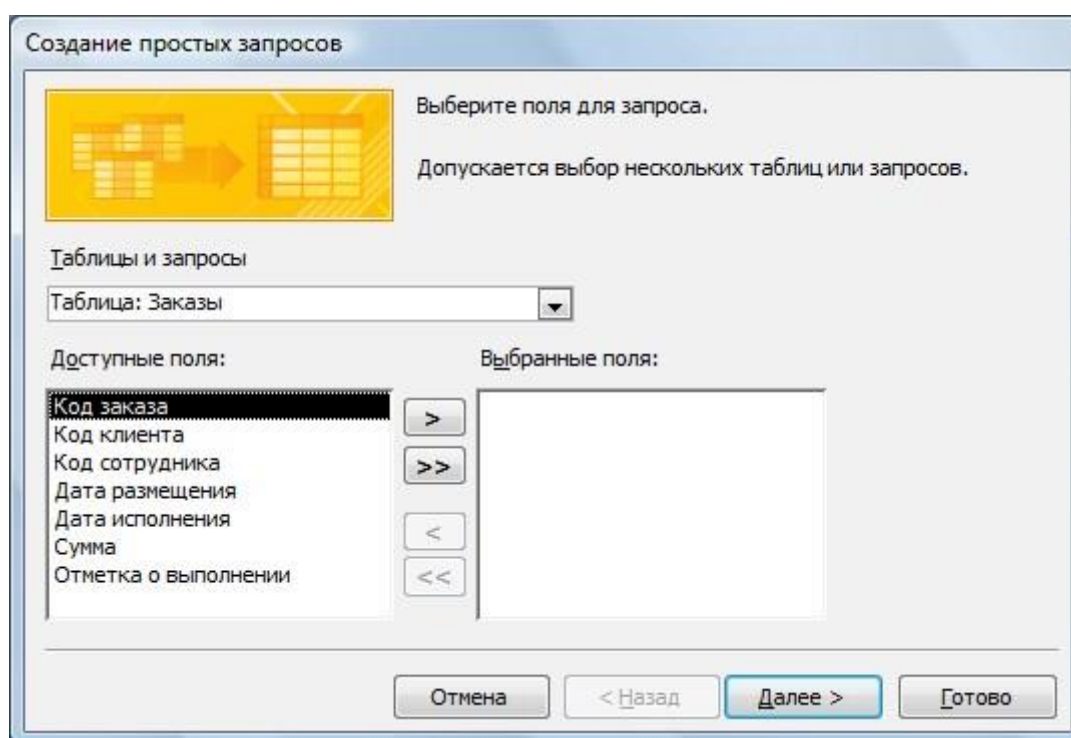 Создание простых запросов
Выберите поля для запроса.
Допускается выбор нескольких таблиц или запросов.
Таблицы и запросы
Таблица: Заказы
Доступные поля:
Выбранные поля:
Код заказа
Код клиента
Код сотрудника
Дата размещения
Дата исполнения
Сумма
Отметка о выполнении
>
>>
<
<<
Отмена
< Назад
Далее >
Готово